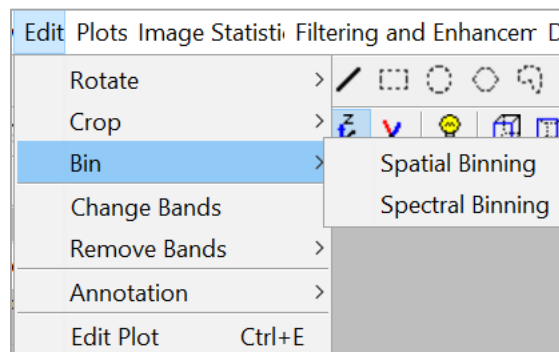 Edit Plots Image Statisti Filtering and Enhancem D
Rotate
Crop
Bin
Spatial Binning
Spectral Binning
Change Bands
Remove Bands
Annotation
Edit Plot Ctrl+E